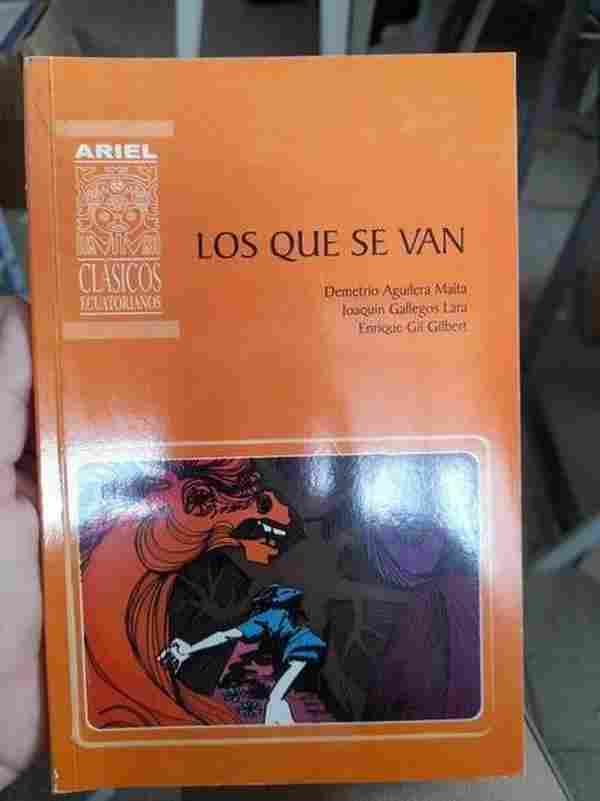 ARIEL
CLÁSICOS
ECUATORIANOS
LOS QUE SE VAN
Demetrio Aguilera Malta
Joaquín Gallegos Lara
Enrique Gil Gilbert